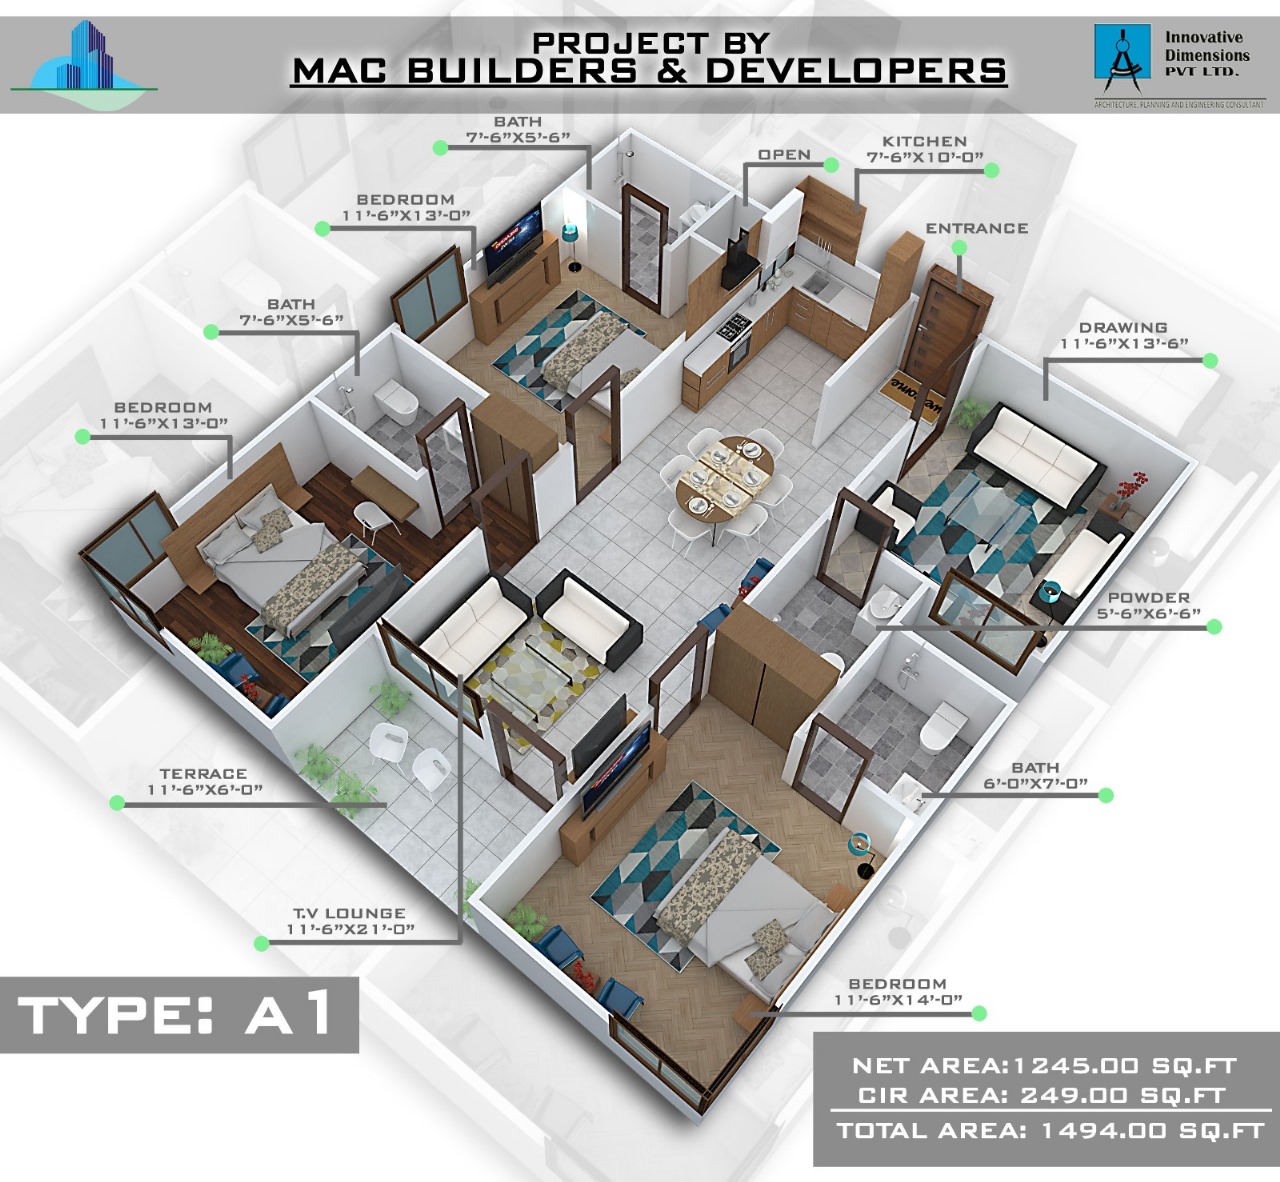 PROJECT BY
MAC BUILDERS & DEVELOPERS
Innovative
Dimensions
PVT LTD.
ARCHITECTURE, PLANNING AND ENGINEERING CONSULTANT
BATH
7'-6"X5'-6"
OPEN
KITCHEN
7'-6"X10'-0"
BEDROOM
11'-6"X13'-0"
ENTRANCE
BATH
7'-6"X5'-6"
DRAWING
11'-6"X13'-6"
welcome
BEDROOM
11'-6"X13'-0"
POWDER
5'-6"X6'-6"
TERRACE
11'-6"X6'-0"
BATH
6'-0"X7'-0"
T.V LOUNGE
11'-6"X21'-0"
BEDROOM
11'-6"X14'-0"
TYPE: A1
NET AREA:1245.00 SQ.FT
CIR AREA: 249.00 SQ.FT
TOTAL AREA: 1494.00 SQ.FT